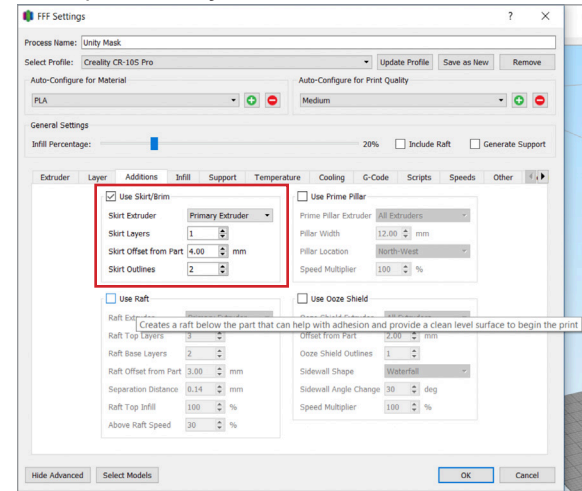 FFF Settings
Process Name: Unity Mask
Select Profile: Creality CR-10S Pro Update Profile Save as New Remove
Auto-Configure for Material
PLA
Auto-Configure for Print Quality
Medium
General Settings
Infill Percentage: 20% Include Raft Generate Support
Extruder Layer Additions Infill Support Temperature Cooling G-Code Scripts Speeds Other
Use Skirt/Brim
Skirt Extruder Primary Extruder
Skirt Layers 1
Skirt Offset from Part 4.00 mm
Skirt Outlines 2
Use Prime Pillar
Prime Pillar Extruder All Extruders
Pillar Width 12.00 mm
Pillar Location North-West
Speed Multiplier 100 %
Use Raft
Raft
Creates a raft below the part that can help with adhesion and provide a clean level surface to begin the print
Raft Top Layers 3
Raft Base Layers 2
Raft Offset from Part 3.00 mm
Separation Distance 0.14 mm
Raft Top Infill 100 %
Above Raft Speed 30 %
Use Ooze Shield
Offset from Part 2.00 mm
Ooze Shield Outlines 1
Sidewall Shape Waterfall
Sidewall Angle Change 30 deg
Speed Multiplier 100 %
Hide Advanced Select Models OK Cancel